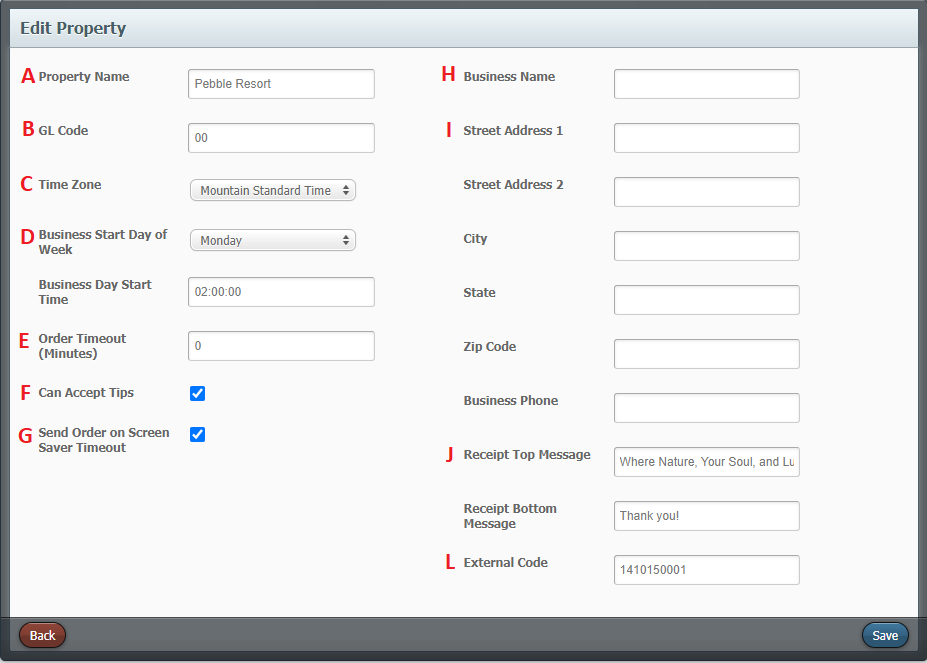 Edit Property
A Property Name
Pebble Resort
B GL Code
00
C Time Zone
Mountain Standard Time
D Business Start Day of
Week
Monday
Business Day Start
Time
02:00:00
E Order Timeout
(Minutes)
0
F Can Accept Tips
G Send Order on Screen
Saver Timeout
H Business Name
I Street Address 1
Street Address 2
City
State
Zip Code
Business Phone
J Receipt Top Message
Where Nature, Your Soul, and Lu
Receipt Bottom
Message
Thank you!
L External Code
1410150001
Back
Save